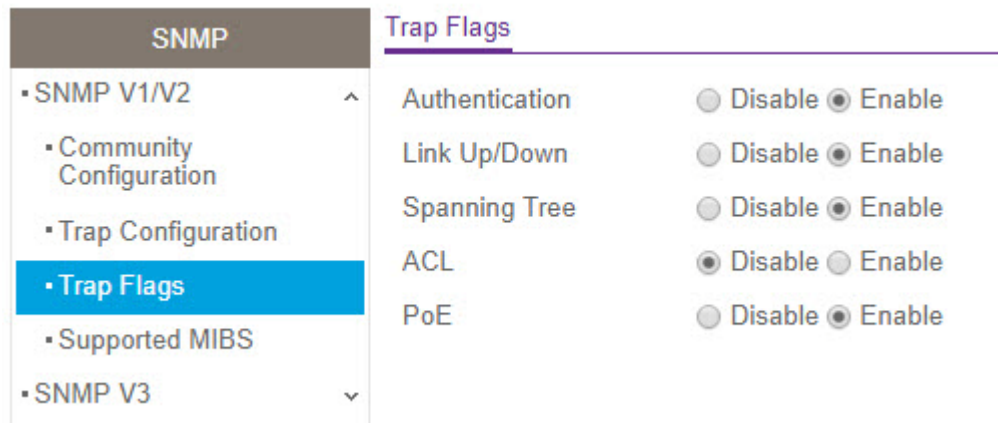 SNMP
SNMP V1/V2
Community
Configuration
Trap Configuration
Trap Flags
Supported MIBS
SNMP V3
Trap Flags
Authentication Disable Enable
Link Up/Down Disable Enable
Spanning Tree Disable Enable
ACL Disable Enable
PoE Disable Enable